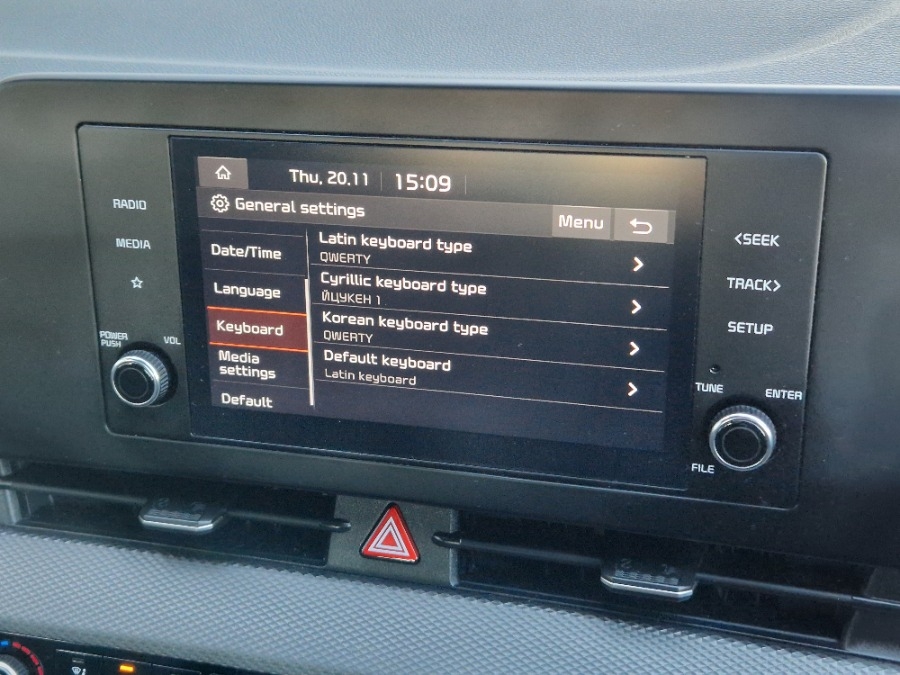 Thu, 20.11
15:09
General settings
Menu
Date/Time
Language
Keyboard
Media
settings
Default
Latin keyboard type
QWERTY
Cyrillic keyboard type
ЙЦУКЕН 1
Korean keyboard type
QWERTY
Default keyboard
Latin keyboard
RADIO
MEDIA
POWER
PUSH
VOL
<SEEK
TRACK>
SETUP
TUNE
ENTER
FILE